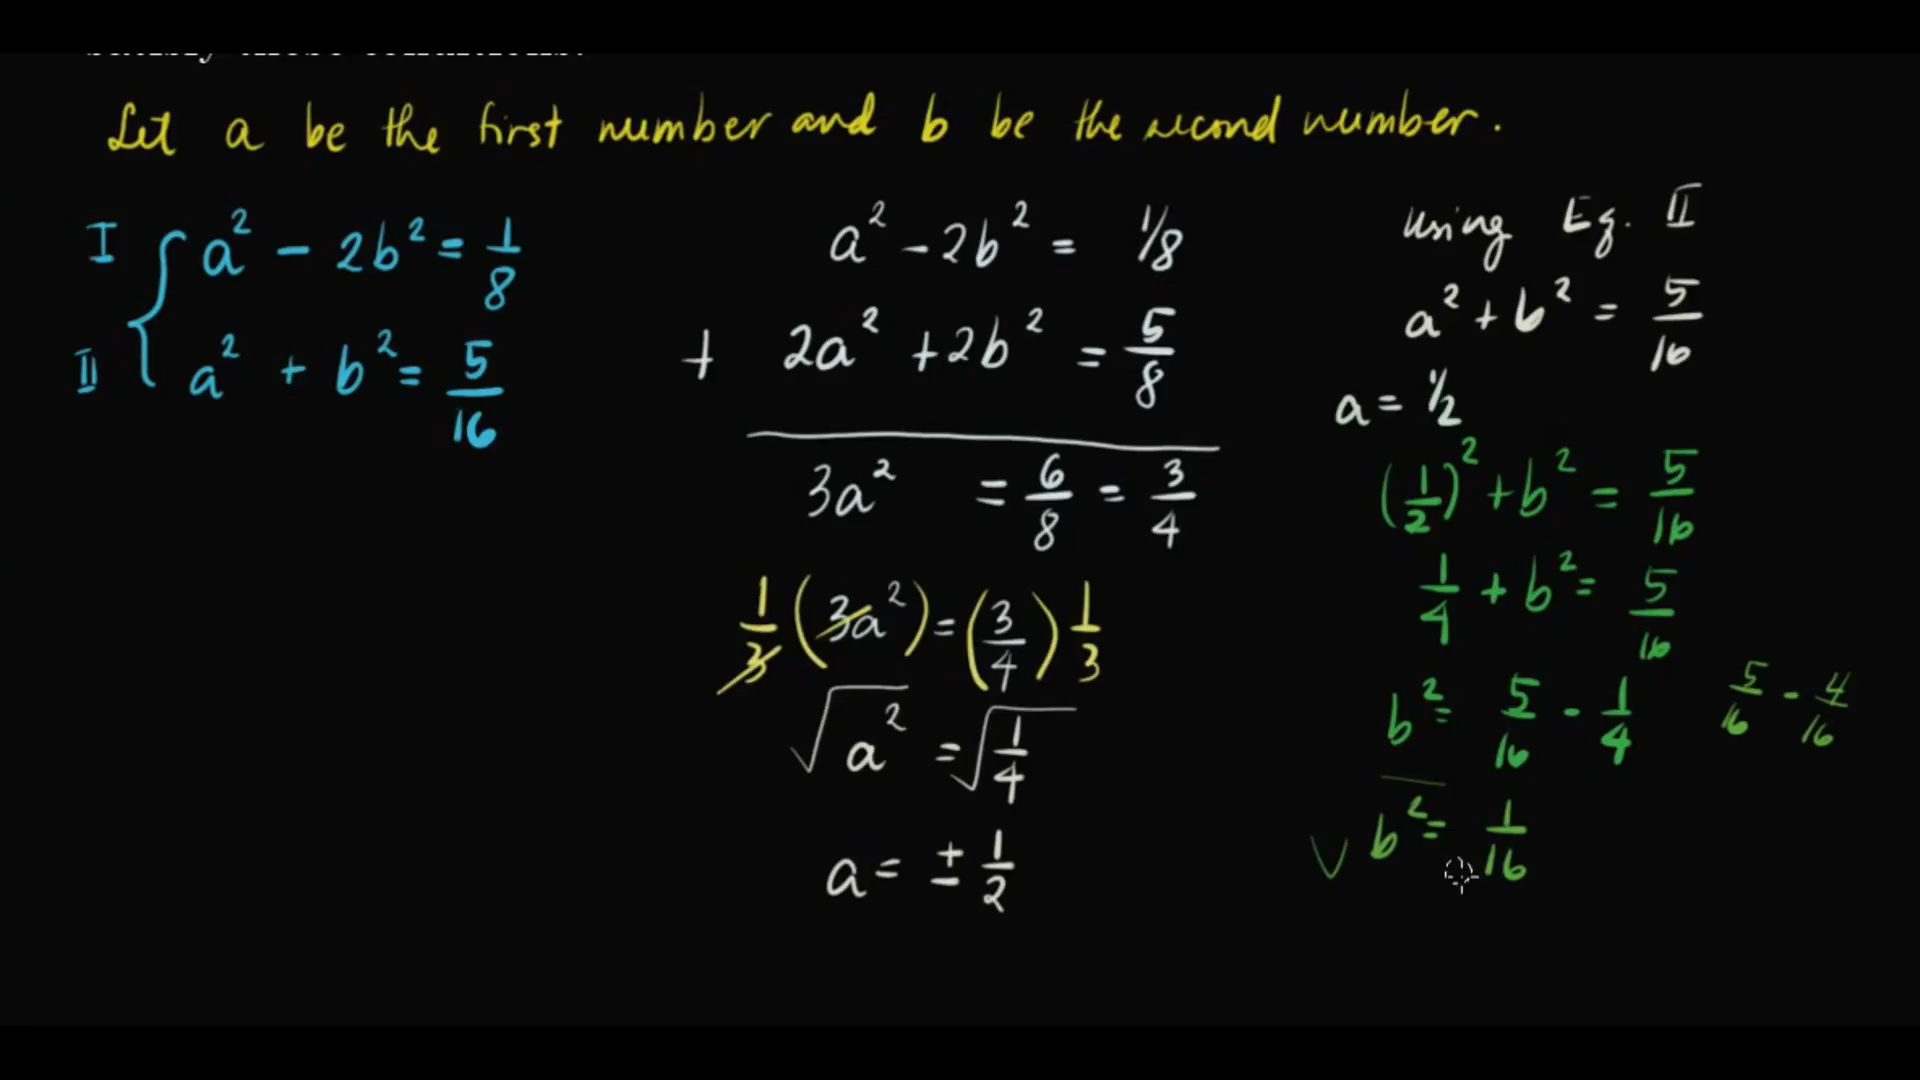 Let a be the first number and b be the second number.
I a² - 2b² = 1/8
II a² + b² = 5/16
a² - 2b² = 1/8
+ 2a² + 2b² = 5/8
3a² = 6/8 = 3/4
1/3 (3a²) = (3/4) 1/3
√a² = √1/4
a = ± 1/2
using Eq. II
a² + b² = 5/16
a = 1/2
(1/2)² + b² = 5/16
1/4 + b² = 5/16
b² = 5/16 - 1/4 5/16 - 4/16
√b² = 1/16